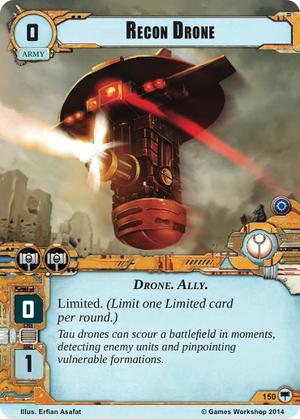 0
RECON DRONE
ARMY
DRONE. ALLY.
Limited. (Limit one Limited card
per round.)
0
Tau drones can scour a battlefield in moments,
detecting enemy units and pinpointing
vulnerable formations.
1
150
Illus. Erfian Asafat
© Games Workshop 2014